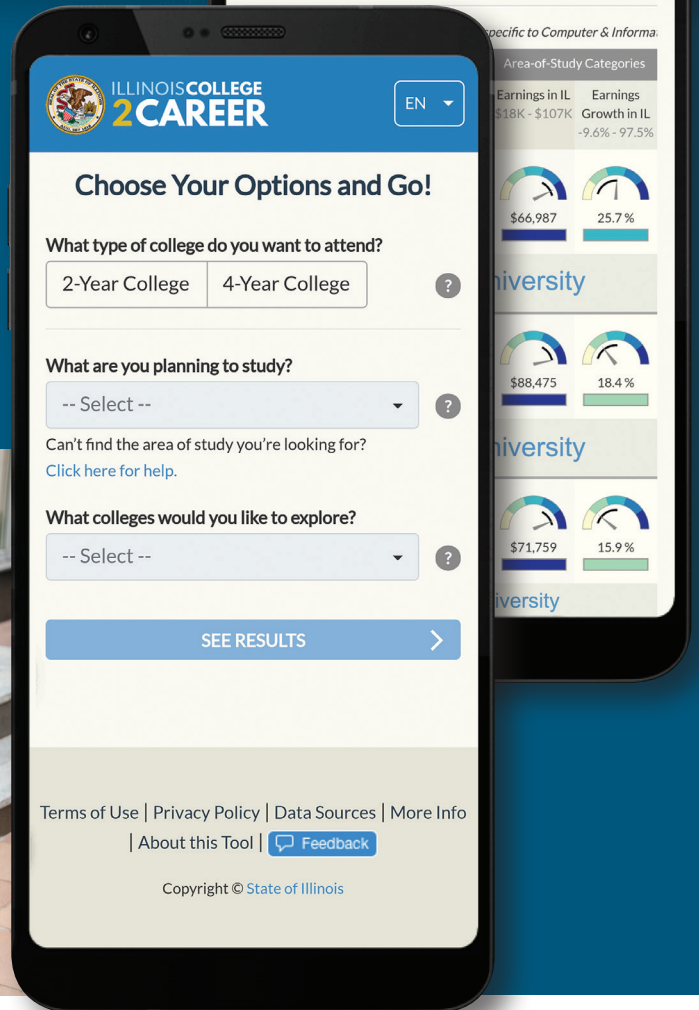 ILLINOISCOLLEGE
2CAREER
EN
Choose Your Options and Go!
What type of college do you want to attend?
2-Year College
4-Year College
?
What are you planning to study?
-- Select --
?
Can't find the area of study you're looking for?
Click here for help.
What colleges would you like to explore?
-- Select --
?
SEE RESULTS
Terms of Use | Privacy Policy | Data Sources | More Info
| About this Tool | Feedback
Copyright © State of Illinois
to Computer &
Area-of-Study Categories
Earnings in IL
$18K - $107K
Earnings
Growth in IL
-9.6% - 97.5%
$66,987
25.7 %
iversity
$88,475
18.4 %
iversity
$71,759
15.9 %
iversity